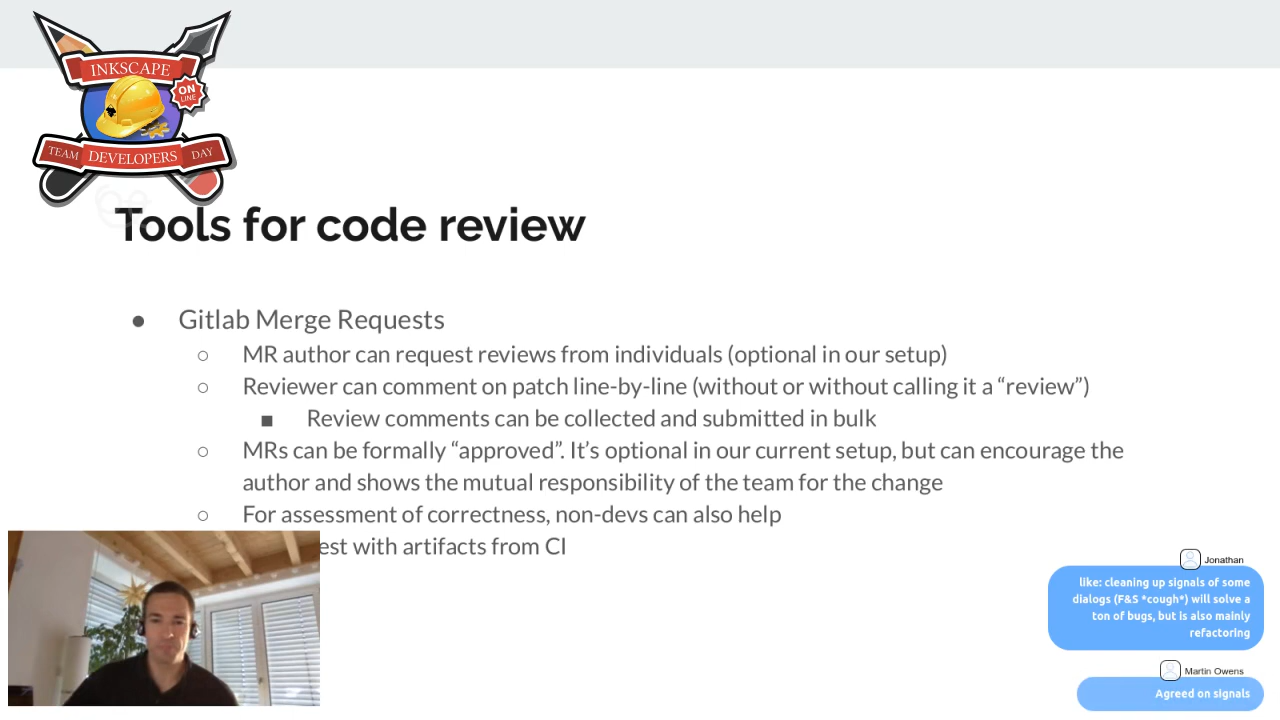 INKSCAPE
ON
LINE
TEAM DEVELOPERS DAY
Tools for code review
● Gitlab Merge Requests
○ MR author can request reviews from individuals (optional in our setup)
○ Reviewer can comment on patch line-by-line (without or without calling it a “review”)
■ Review comments can be collected and submitted in bulk
○ MRs can be formally “approved”. It’s optional in our current setup, but can encourage the
author and shows the mutual responsibility of the team for the change
○ For assessment of correctness, non-devs can also help
est with artifacts from CI
Jonathan
like: cleaning up signals of some
dialogs (F&S *cough*) will solve a
ton of bugs, but is also mainly
refactoring
Martin Owens
Agreed on signals